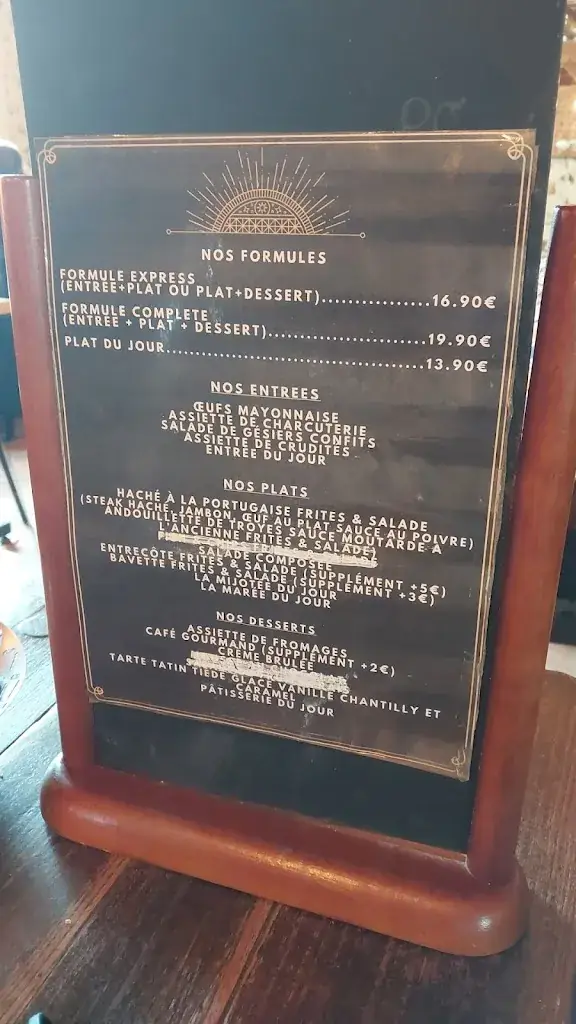 NOS FORMULES
FORMULE EXPRESS
(ENTREE+PLAT OU PLAT+DESSERT)................16.90€
FORMULE COMPLETE
(ENTREE + PLAT + DESSERT).......................19.90€
PLAT DU JOUR......................................13.90€
NOS ENTREES
ŒUFS MAYONNAISE
ASSIETTE DE CHARCUTERIE
SALADE DE GESIERS CONFITS
ASSIETTE DE CRUDITES
ENTREE DU JOUR
NOS PLATS
HACHÉ À LA PORTUGAISE FRITES & SALADE
(STEAK HACHÉ, JAMBON, ŒUF AU PLAT SAUCE AU POIVRE)
ANDOUILLETTE DE TROYES SAUCE MOUTARDE A
L'ANCIENNE FRITES & SALADE)
SALADE COMPOSEE
ENTRECÔTE FRITES & SALADE (SUPPLÉMENT +5€)
BAVETTE FRITES & SALADE (SUPPLÉMENT +3€)
LA MIJOTÉE DU JOUR
LA MARÉE DU JOUR
NOS DESSERTS
ASSIETTE DE FROMAGES
CAFÉ GOURMAND (SUPPLÉMENT +2€)
CRÈME BRULÉE
TARTE TATIN TIÈDE GLACE VANILLE CHANTILLY ET
CARAMEL
PÂTISSERIE DU JOUR